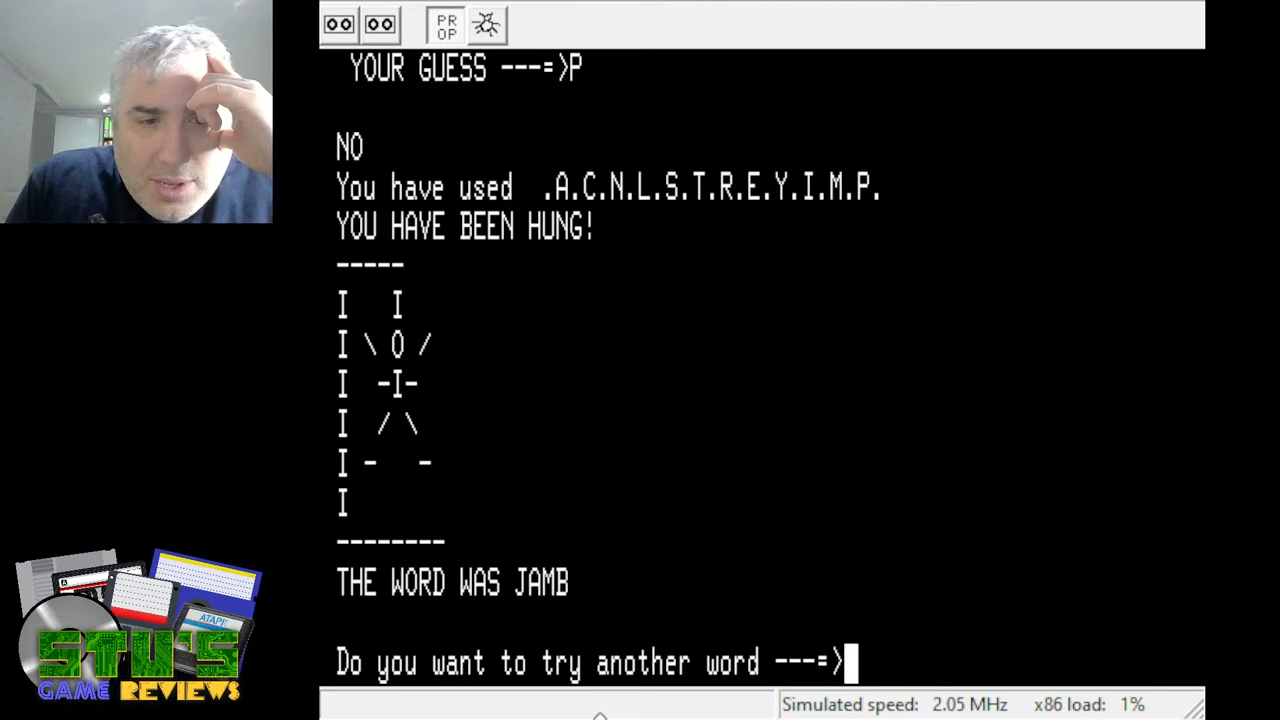 PR
OP
YOUR GUESS ---=>P
NO
You have used  .A.C.N.L.S.T.R.E.Y.I.M.P.
YOU HAVE BEEN HUNG!
-----
I   I
I \ O /
I  -I-
I  / \
I -   -
I
--------
THE WORD WAS JAMB
Do you want to try another word ---=>
Simulated speed: 2.05 MHz x86 load: 1%
ATARI
STU'S
GAME REVIEWS